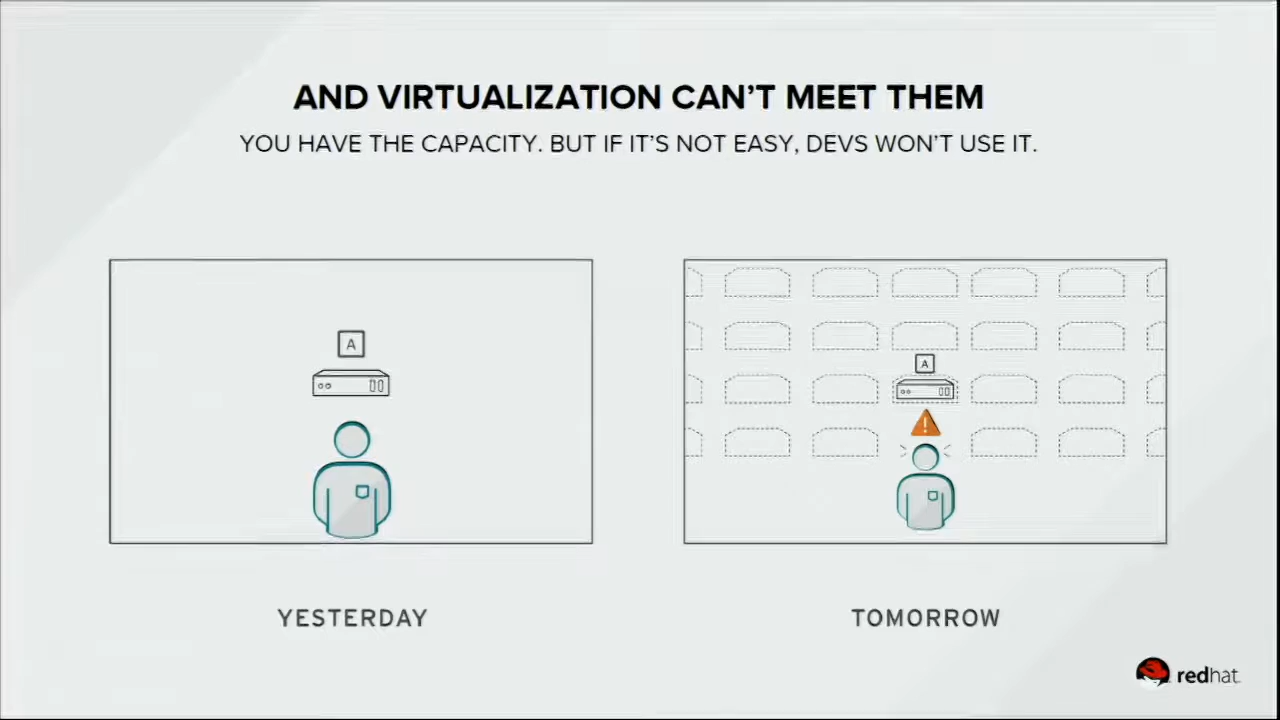 AND VIRTUALIZATION CAN'T MEET THEM
YOU HAVE THE CAPACITY. BUT IF IT'S NOT EASY, DEVS WON'T USE IT.
A
A
!
YESTERDAY
TOMORROW
redhat.